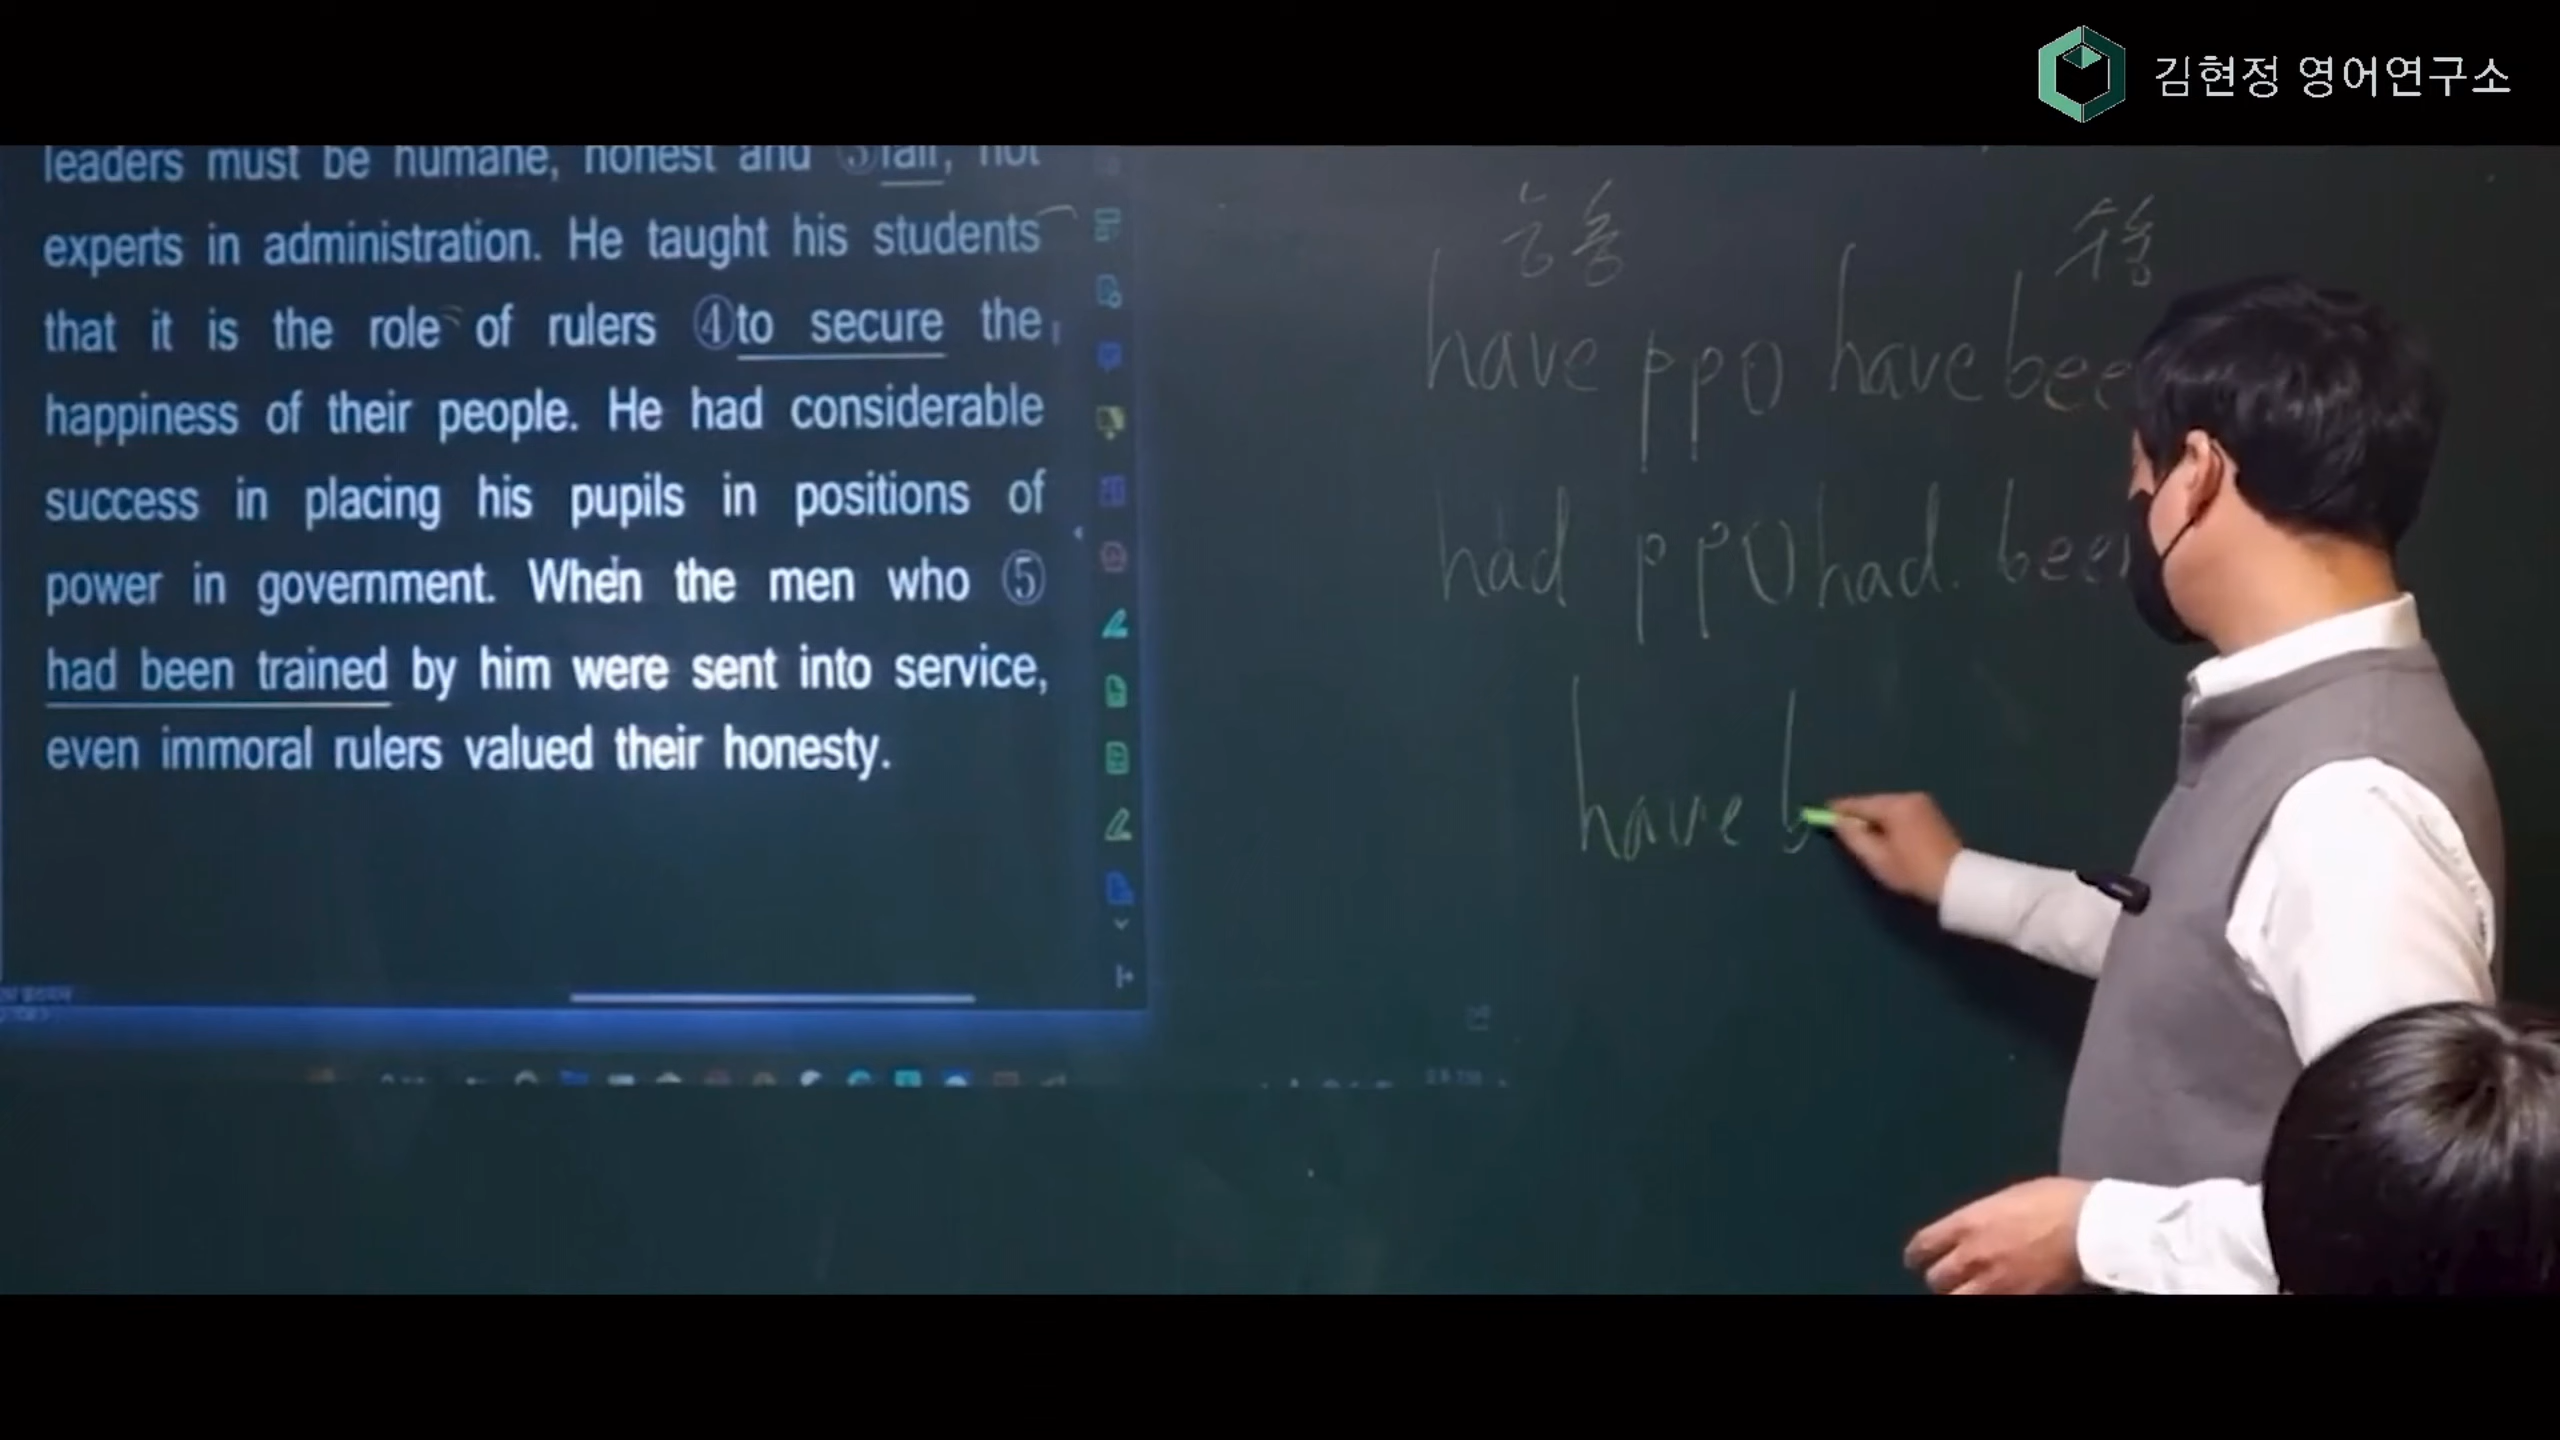 김현정 영어연구소
leaders must be humane, honest and ③fair, not
experts in administration. He taught his students
that it is the role of rulers ④to secure the
happiness of their people. He had considerable
success in placing his pupils in positions of
power in government. When the men who ⑤
had been trained by him were sent into service,
even immoral rulers valued their honesty.
능동 수동
have pp O have bee
had pp O had. been
have b